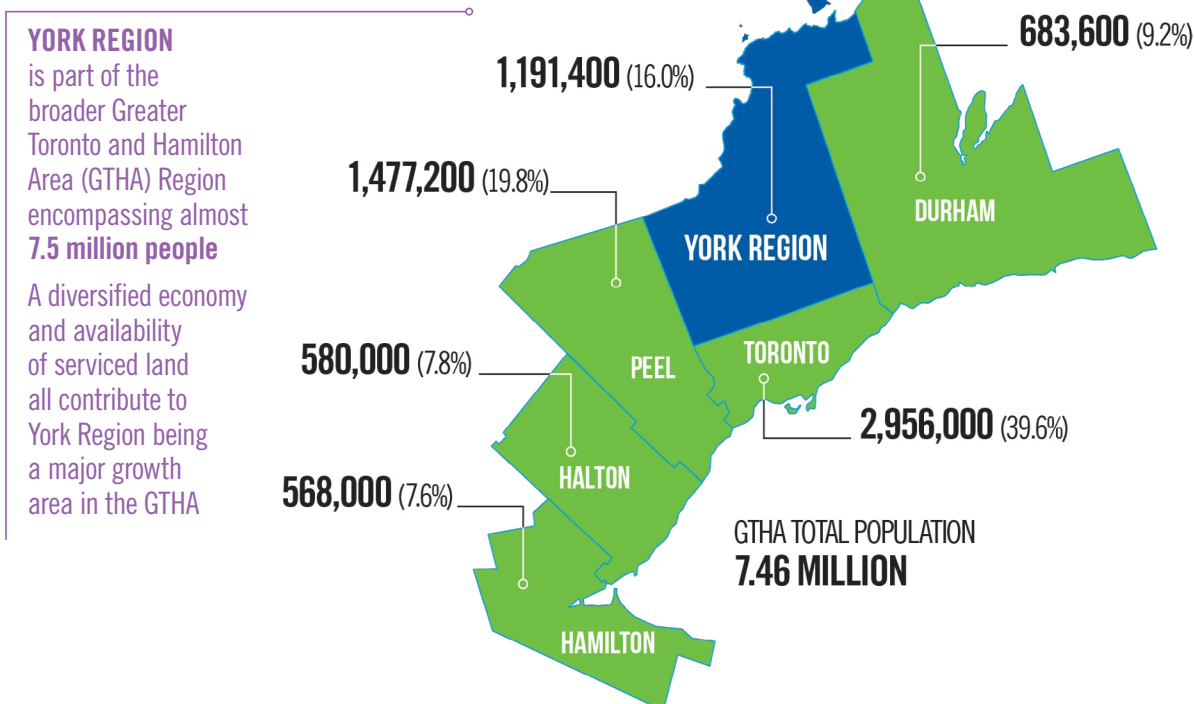 YORK REGION
is part of the
broader Greater
Toronto and Hamilton
Area (GTHA) Region
encompassing almost
7.5 million people
A diversified economy
and availability
of serviced land
all contribute to
York Region being
a major growth
area in the GTHA
683,600 (9.2%)
1,191,400 (16.0%)
1,477,200 (19.8%)
DURHAM
YORK REGION
TORONTO
580,000 (7.8%)
PEEL
2,956,000 (39.6%)
HALTON
568,000 (7.6%)
GTHA TOTAL POPULATION
7.46 MILLION
HAMILTON